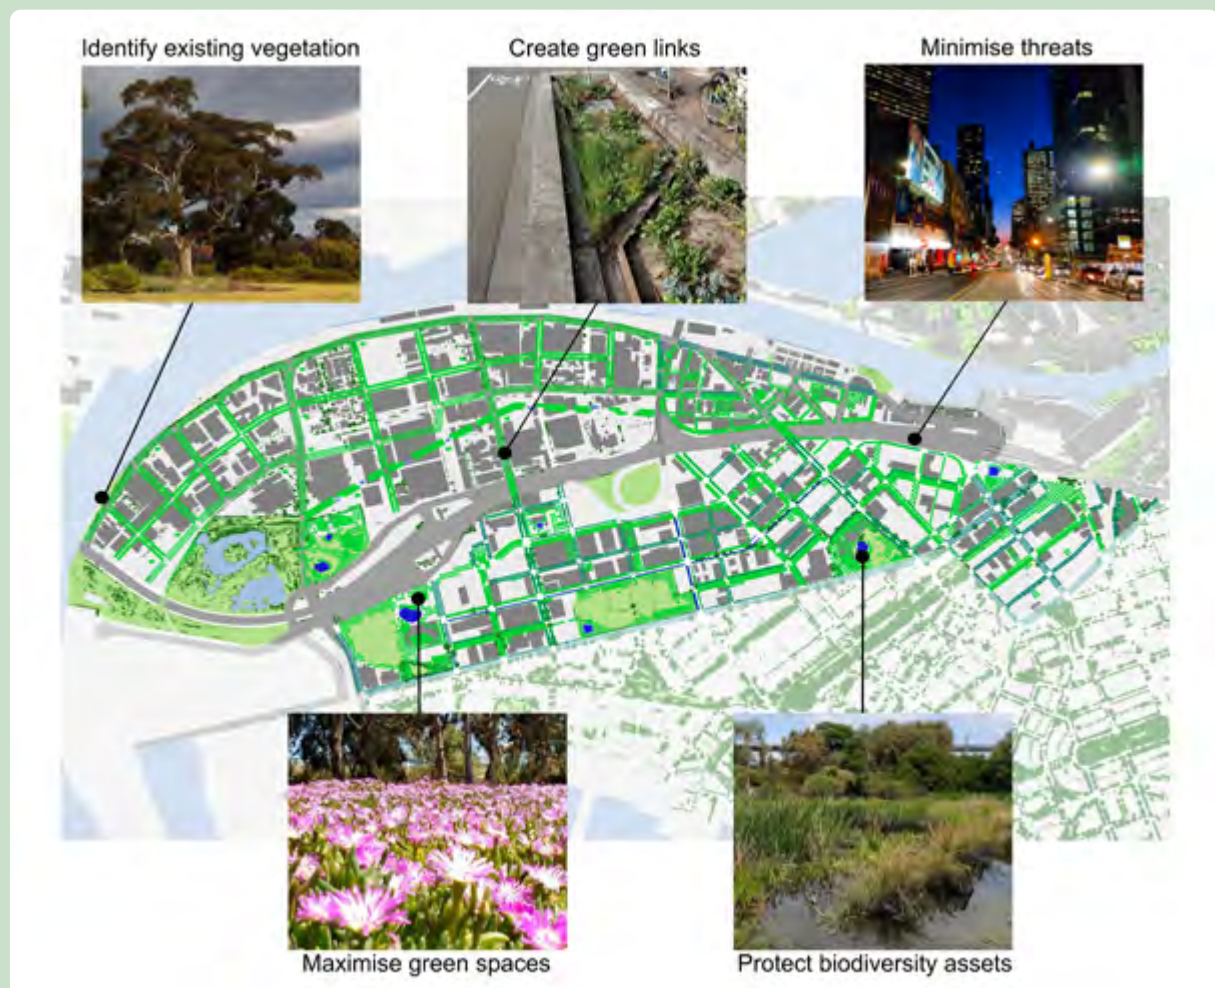 Identify existing vegetation
Create green links
Minimise threats
Maximise green spaces
Protect biodiversity assets